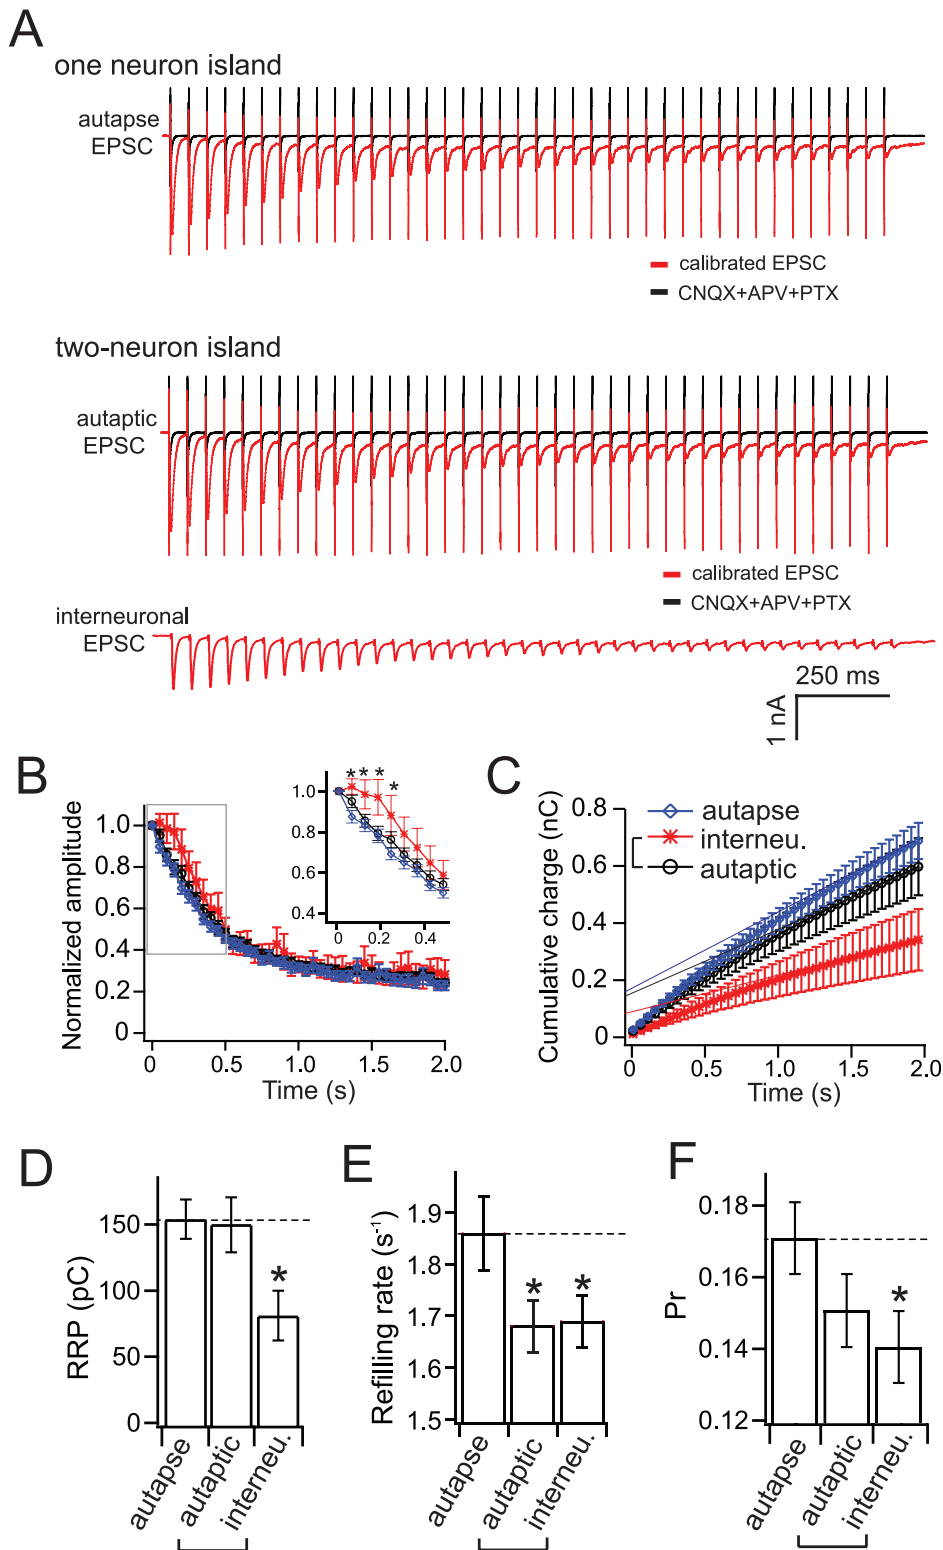 A
one neuron island
autapse
EPSC
calibrated EPSC
CNQX+APV+PTX
two-neuron island
autaptic
EPSC
calibrated EPSC
CNQX+APV+PTX
interneuronal
EPSC
250 ms
1 nA
B
Normalized amplitude
1.0
0.8
0.6
0.4
0.2
0
0
0.5
1.0
1.5
2.0
Time (s)
* * * *
1.0
0.8
0.6
0.4
0
0.2
0.4
C
Cumulative charge (nC)
0.8
0.6
0.4
0.2
0
0
0.5
1.0
1.5
2.0
Time (s)
autapse
interneu.
autaptic
D
RRP (pC)
150
100
50
0
*
autapse
autaptic
interneu.
E
Refilling rate (s⁻¹)
1.9
1.8
1.7
1.6
1.5
* *
autapse
autaptic
interneu.
F
Pr
0.18
0.16
0.14
0.12
*
autapse
autaptic
interneu.